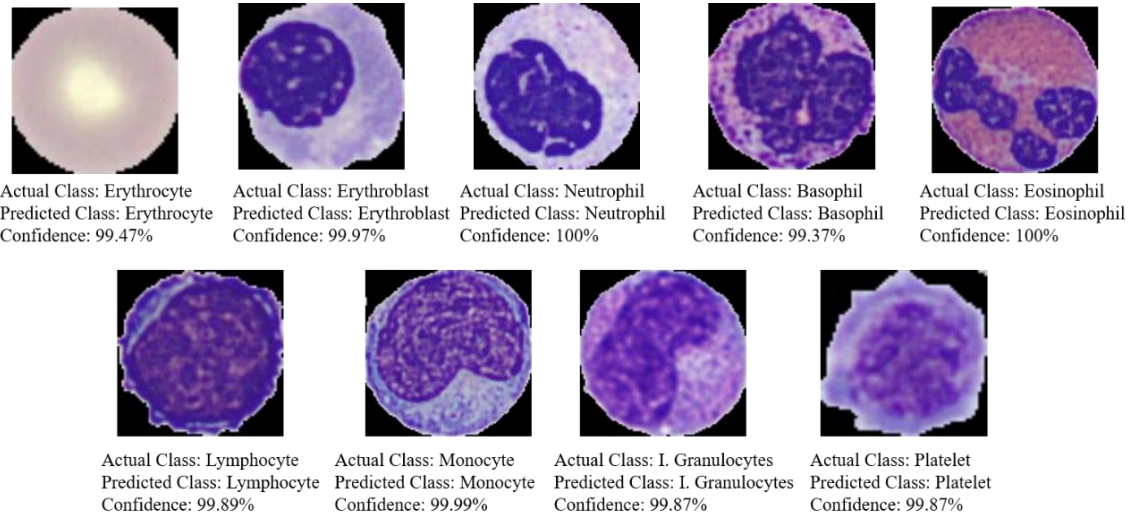 Actual Class: Erythrocyte
Predicted Class: Erythrocyte
Confidence: 99.47%
Actual Class: Erythroblast
Predicted Class: Erythroblast
Confidence: 99.97%
Actual Class: Neutrophil
Predicted Class: Neutrophil
Confidence: 100%
Actual Class: Basophil
Predicted Class: Basophil
Confidence: 99.37%
Actual Class: Eosinophil
Predicted Class: Eosinophil
Confidence: 100%
Actual Class: Lymphocyte
Predicted Class: Lymphocyte
Confidence: 99.89%
Actual Class: Monocyte
Predicted Class: Monocyte
Confidence: 99.99%
Actual Class: I. Granulocytes
Predicted Class: I. Granulocytes
Confidence: 99.87%
Actual Class: Platelet
Predicted Class: Platelet
Confidence: 99.87%